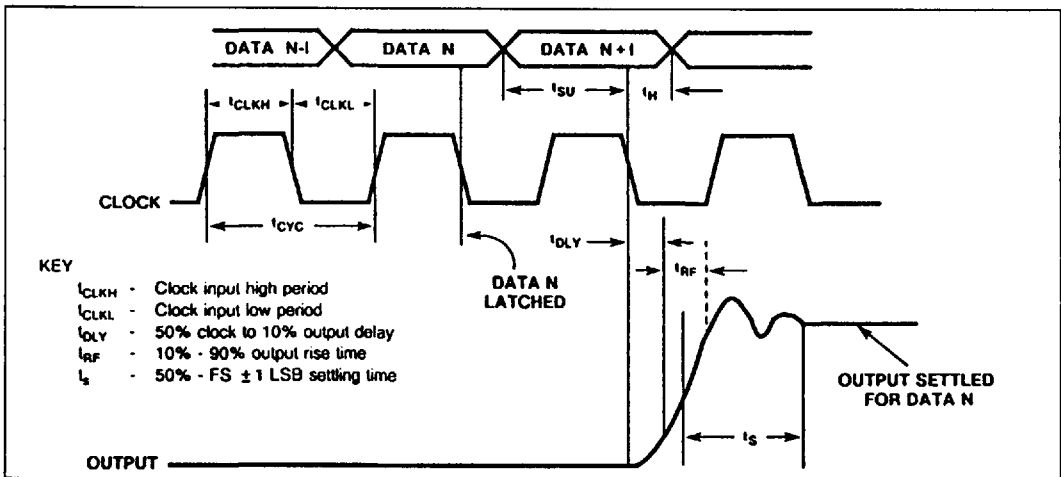 DATA N-1 DATA N DATA N+1
tSU tH
tCLKH tCLKL
CLOCK
tCYC
tDLY
tRF
DATA N
LATCHED
KEY
tCLKH - Clock input high period
tCLKL - Clock input low period
tDLY - 50% clock to 10% output delay
tRF - 10% - 90% output rise time
ts - 50% - FS ±1 LSB settling time
OUTPUT SETTLED
FOR DATA N
tS
OUTPUT